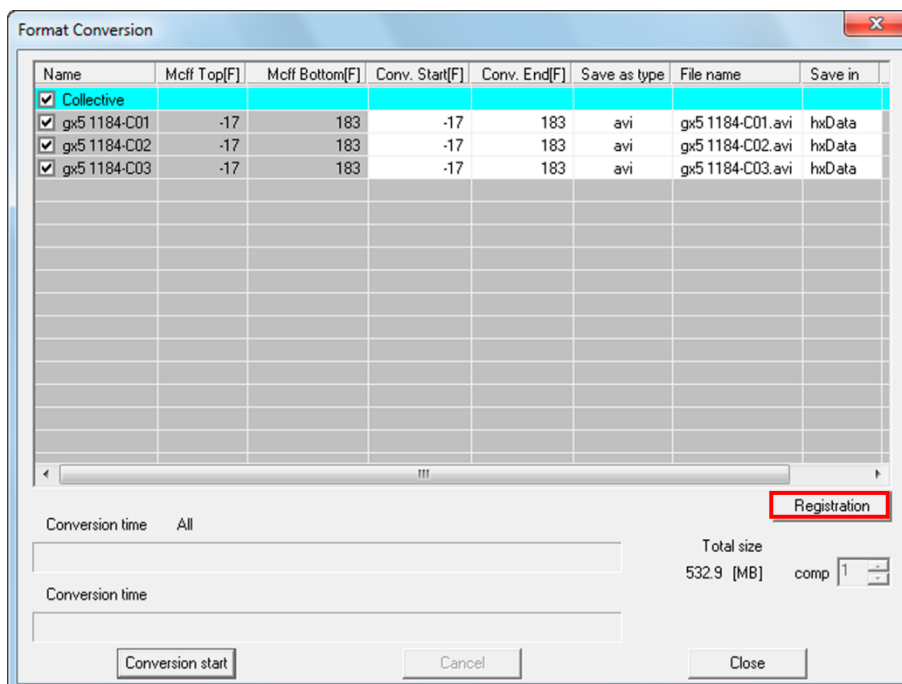 Format Conversion
Name Mcff Top[F] Mcff Bottom[F] Conv. Start[F] Conv. End[F] Save as type File name Save in
Collective
gx5 1184-C01 -17 183 -17 183 avi gx5 1184-C01.avi hxData
gx5 1184-C02 -17 183 -17 183 avi gx5 1184-C02.avi hxData
gx5 1184-C03 -17 183 -17 183 avi gx5 1184-C03.avi hxData
Registration
Conversion time All
Total size
532.9 [MB] comp 1
Conversion time
Conversion start Cancel Close